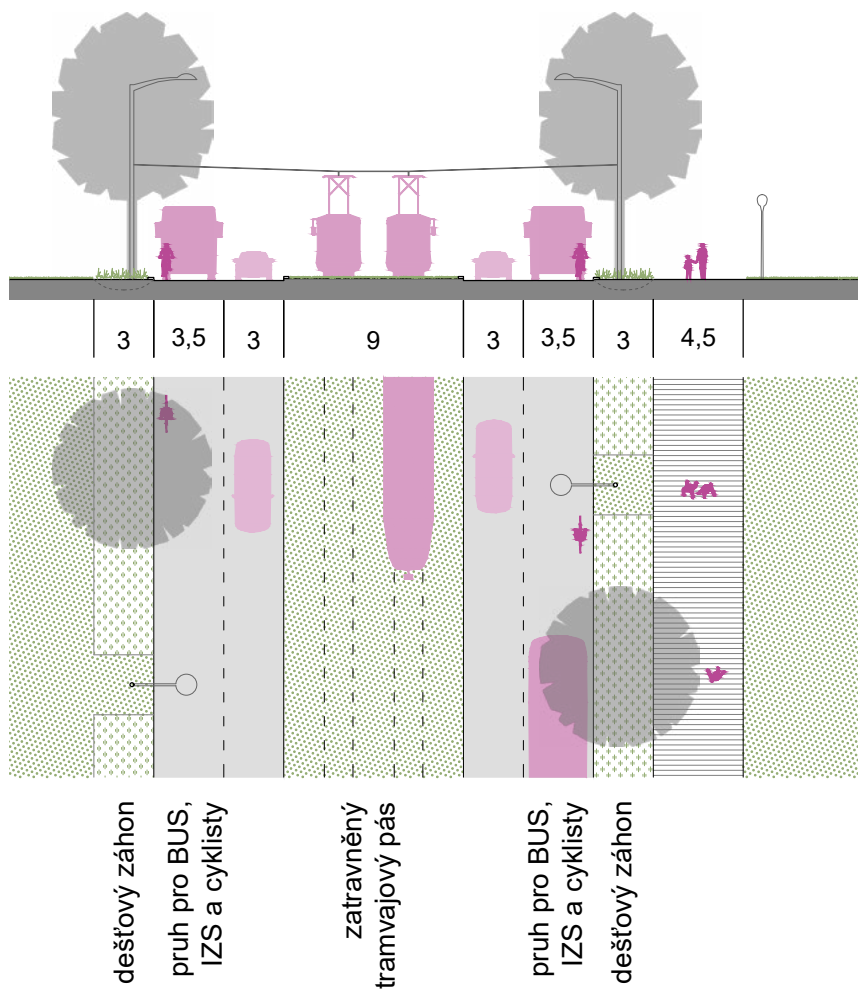 3 3,5 3 9 3 3,5 3 4,5
dešťový záhon
pruh pro BUS,
IZS a cyklisty
zatravněný
tramvajový pás
pruh pro BUS,
IZS a cyklisty
dešťový záhon